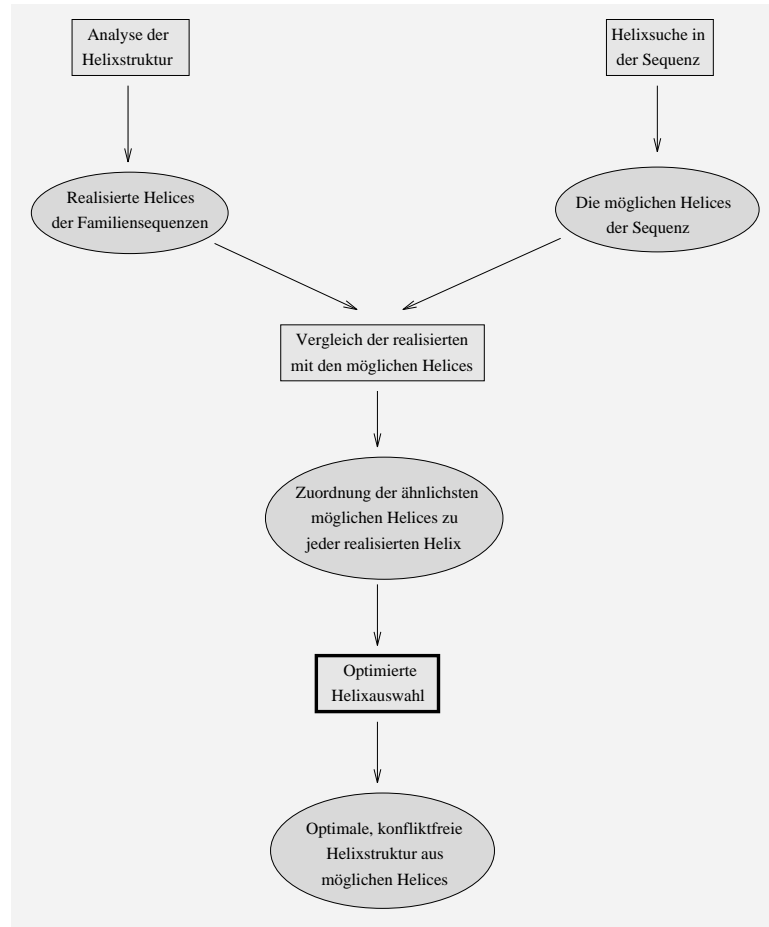 Analyse der
Helixstruktur
Helixsuche in
der Sequenz
Realisierte Helices
der Familiensequenzen
Die möglichen Helices
der Sequenz
Vergleich der realisierten
mit den möglichen Helices
Zuordnung der ähnlichsten
möglichen Helices zu
jeder realisierten Helix
Optimierte
Helixauswahl
Optimale, konfliktfreie
Helixstruktur aus
möglichen Helices